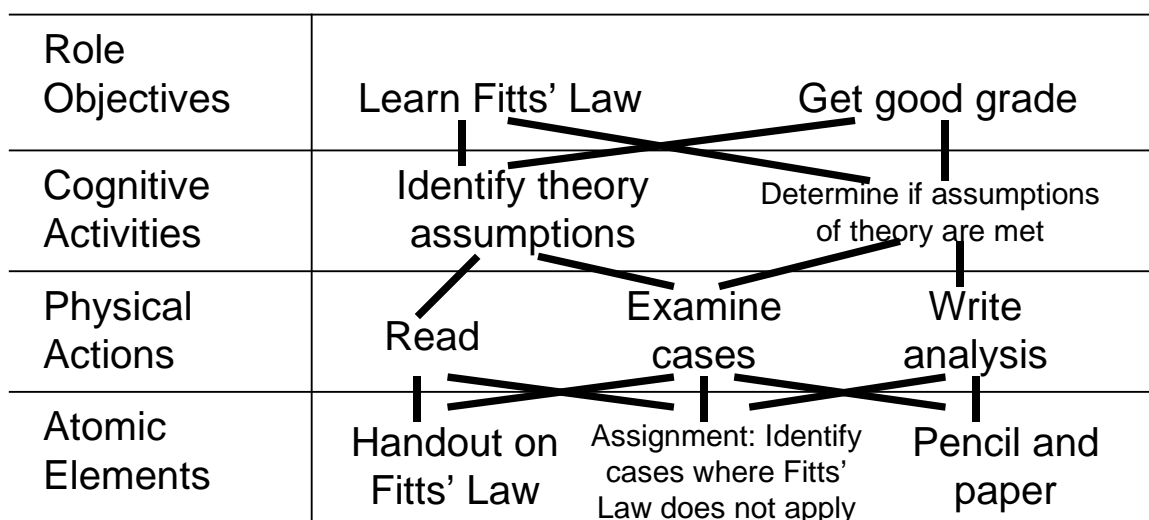 Role
Objectives
Learn Fitts’ Law
Get good grade
Cognitive
Activities
Identify theory
assumptions
Determine if assumptions
of theory are met
Physical
Actions
Read
Examine
cases
Write
analysis
Atomic
Elements
Handout on
Fitts’ Law
Assignment: Identify
cases where Fitts’
Law does not apply
Pencil and
paper